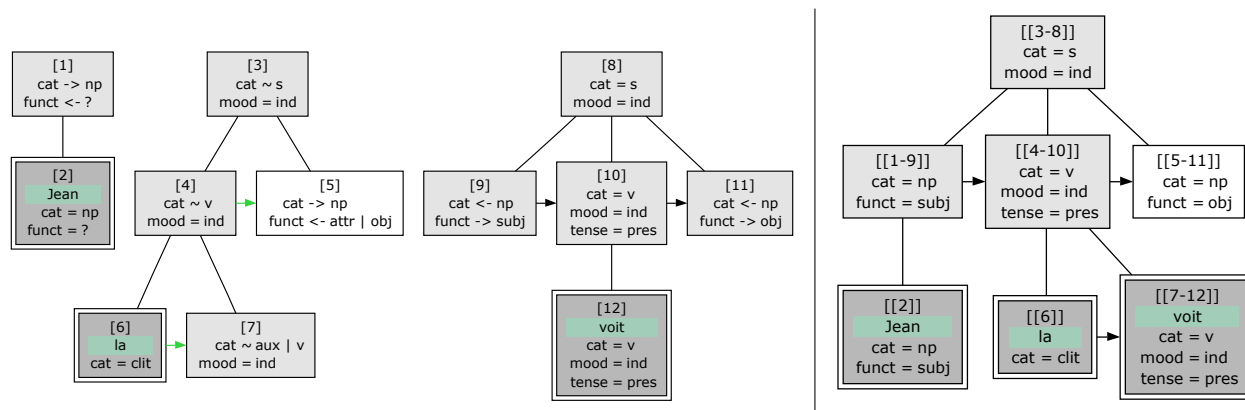 [1]
cat -> np
funct <- ?
[2]
Jean
cat = np
funct = ?
[3]
cat ~ s
mood = ind
[4]
cat ~ v
mood = ind
[5]
cat -> np
funct <- attr | obj
[6]
la
cat = clit
[7]
cat ~ aux | v
mood = ind
[8]
cat = s
mood = ind
[9]
cat <- np
funct -> subj
[10]
cat = v
mood = ind
tense = pres
[11]
cat <- np
funct -> obj
[12]
voit
cat = v
mood = ind
tense = pres
[[3-8]]
cat = s
mood = ind
[[1-9]]
cat = np
funct = subj
[[4-10]]
cat = v
mood = ind
tense = pres
[[5-11]]
cat = np
funct = obj
[[2]]
Jean
cat = np
funct = subj
[[6]]
la
cat = clit
[[7-12]]
voit
cat = v
mood = ind
tense = pres